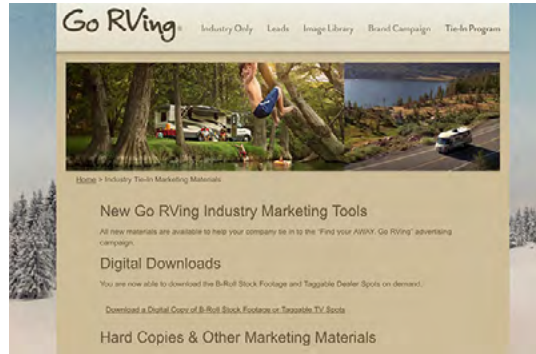 Go RVing®
Industry Only Leads Image Library Brand Campaign Tie-In Program
Home > Industry Tie-In Marketing Materials
New Go RVing Industry Marketing Tools
All new materials are available to help your company tie in to the "Find your AWAY. Go RVing" advertising
campaign.
Digital Downloads
You are now able to download the B-Roll Stock Footage and Taggable Dealer Spots on demand.
Download a Digital Copy of B-Roll Stock Footage or Taggable TV Spots
Hard Copies & Other Marketing Materials